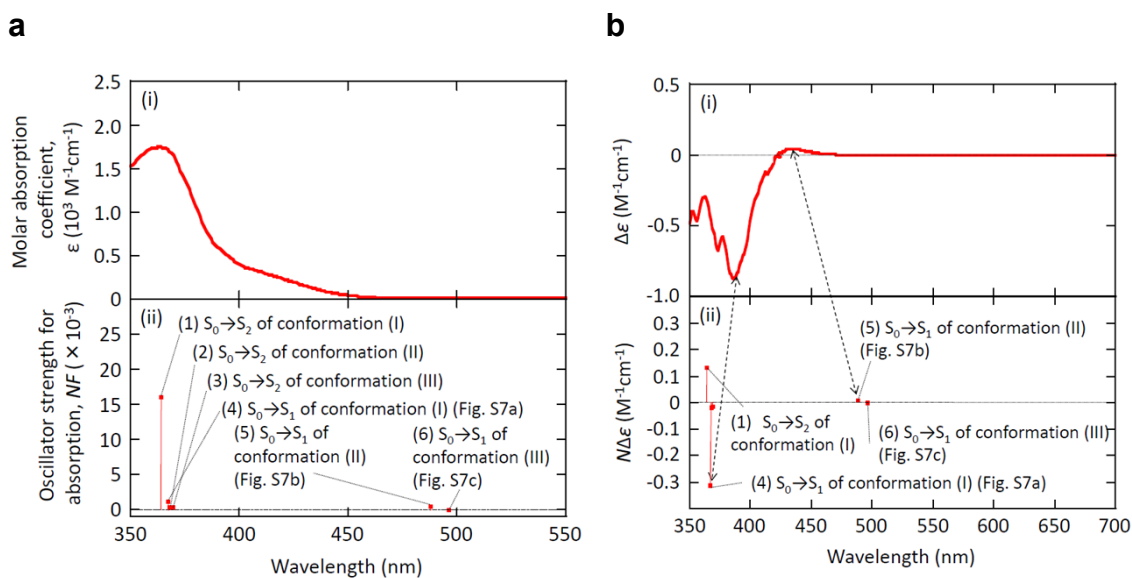 a
(i)
Molar absorption
coefficient,
ε (10³ M⁻¹cm⁻¹)
2.5
2.0
1.5
1.0
0.5
0
(ii)
Oscillator strength for
absorption, NF (×10⁻³)
25
20
15
10
5
0
(1) S₀→S₂ of conformation (I)
(2) S₀→S₂ of conformation (II)
(3) S₀→S₂ of conformation (III)
(4) S₀→S₁ of conformation (I) (Fig. S7a)
(5) S₀→S₁ of
conformation
(II)
(Fig. S7b)
(6) S₀→S₁ of
conformation
(III)
(Fig. S7c)
350 400 450 500 550
Wavelength (nm)
b
(i)
Δε (M⁻¹cm⁻¹)
0.5
0
-0.5
-1.0
(ii)
NΔε (M⁻¹cm⁻¹)
0.3
0.2
0.1
0
-0.1
-0.2
-0.3
(5) S₀→S₁ of conformation (II)
(Fig. S7b)
(1) S₀→S₂ of
conformation
(I)
(6) S₀→S₁ of conformation (III)
(Fig. S7c)
(4) S₀→S₁ of conformation (I) (Fig. S7a)
350 400 450 500 550 600 650 700
Wavelength (nm)